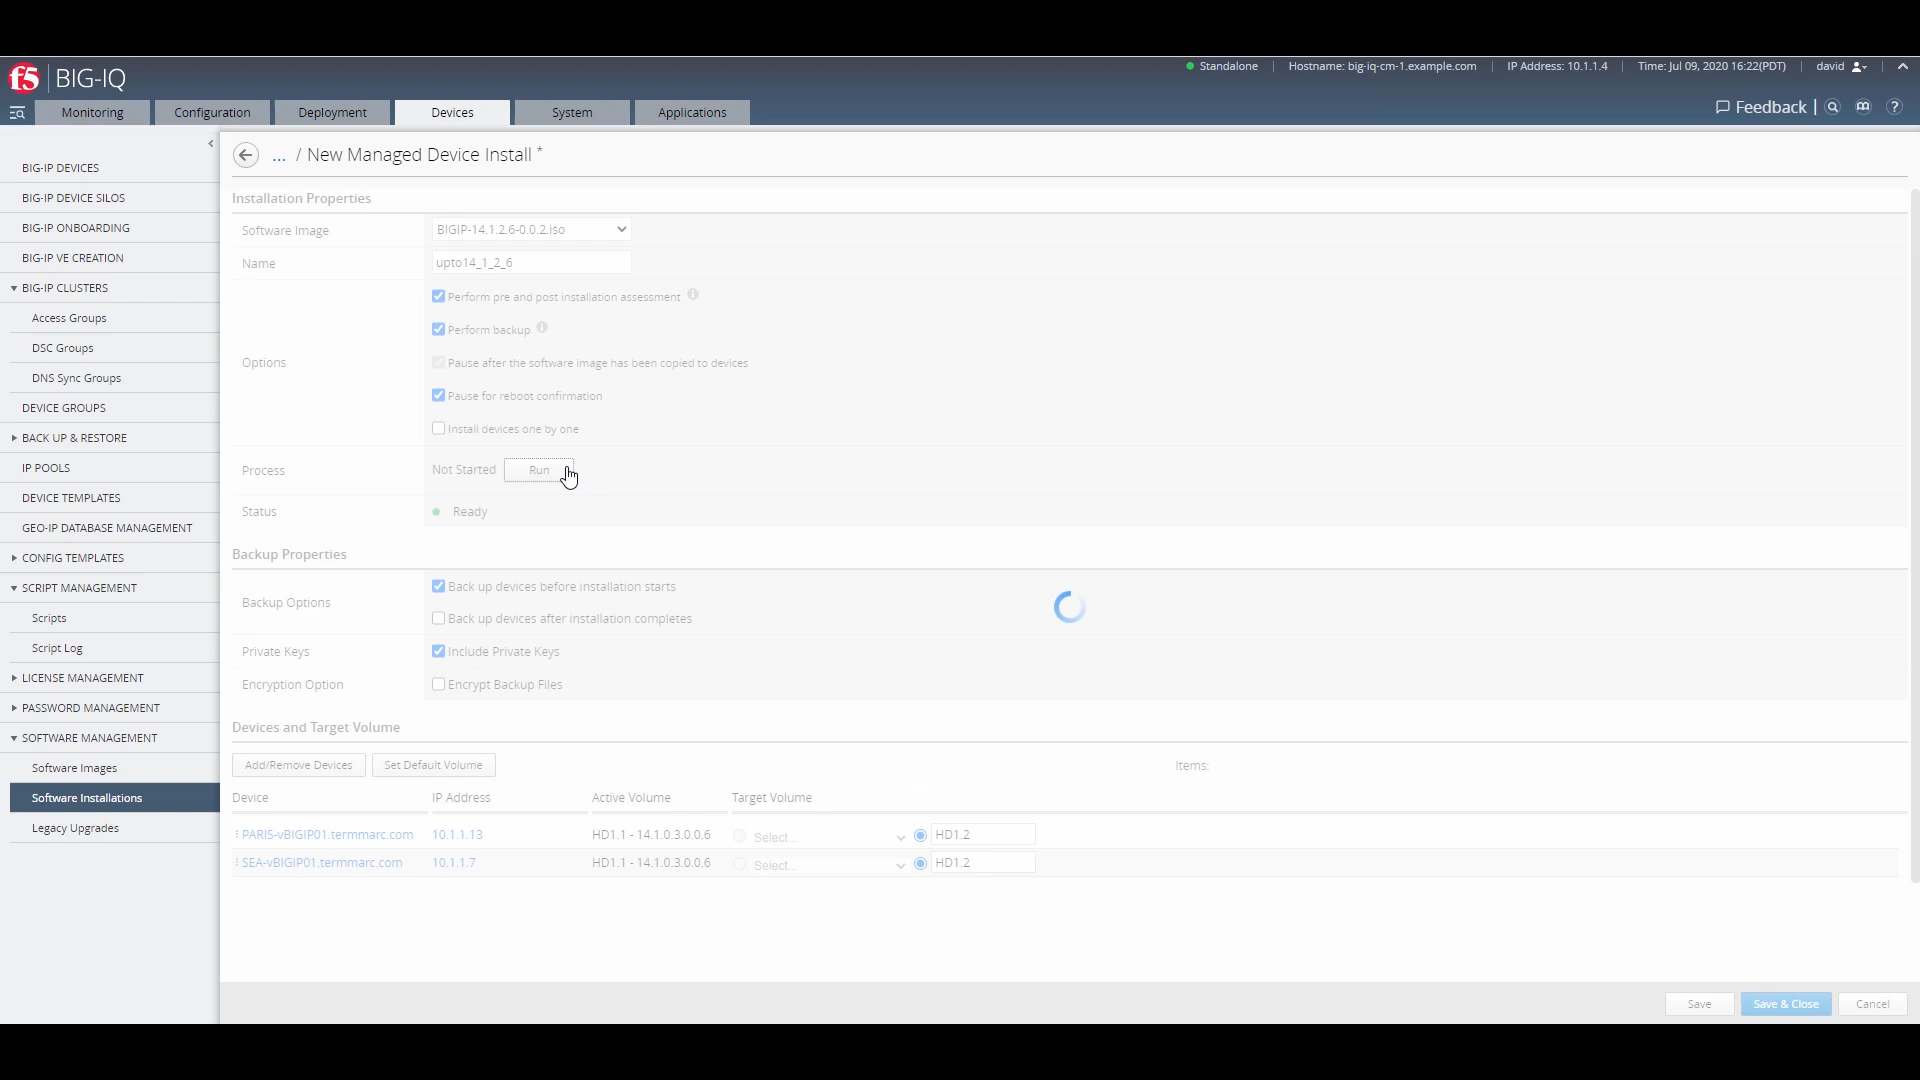 f5 BIG-IQ
Standalone Hostname: big-iq-cm-1.example.com IP Address: 10.1.1.4 Time: Jul 09, 2020 16:22(PDT) david
Monitoring Configuration Deployment Devices System Applications
Feedback
BIG-IP DEVICES
BIG-IP DEVICE SILOS
BIG-IP ONBOARDING
BIG-IP VE CREATION
BIG-IP CLUSTERS
Access Groups
DSC Groups
DNS Sync Groups
DEVICE GROUPS
BACK UP & RESTORE
IP POOLS
DEVICE TEMPLATES
GEO-IP DATABASE MANAGEMENT
CONFIG TEMPLATES
SCRIPT MANAGEMENT
Scripts
Script Log
LICENSE MANAGEMENT
PASSWORD MANAGEMENT
SOFTWARE MANAGEMENT
Software Images
Software Installations
Legacy Upgrades
... / New Managed Device Install *
Installation Properties
Software Image BIGIP-14.1.2.6-0.0.2.iso
Name upto14_1_2_6
Options
Perform pre and post installation assessment
Perform backup
Pause after the software image has been copied to devices
Pause for reboot confirmation
Install devices one by one
Process Not Started Run
Status Ready
Backup Properties
Backup Options
Back up devices before installation starts
Back up devices after installation completes
Private Keys Include Private Keys
Encryption Option Encrypt Backup Files
Devices and Target Volume
Add/Remove Devices Set Default Volume Items:
Device IP Address Active Volume Target Volume
PARIS-vBIGIP01.termmarc.com 10.1.1.13 HD1.1 - 14.1.0.3.0.0.6 Select... HD1.2
SEA-vBIGIP01.termmarc.com 10.1.1.7 HD1.1 - 14.1.0.3.0.0.6 Select... HD1.2
Save Save & Close Cancel